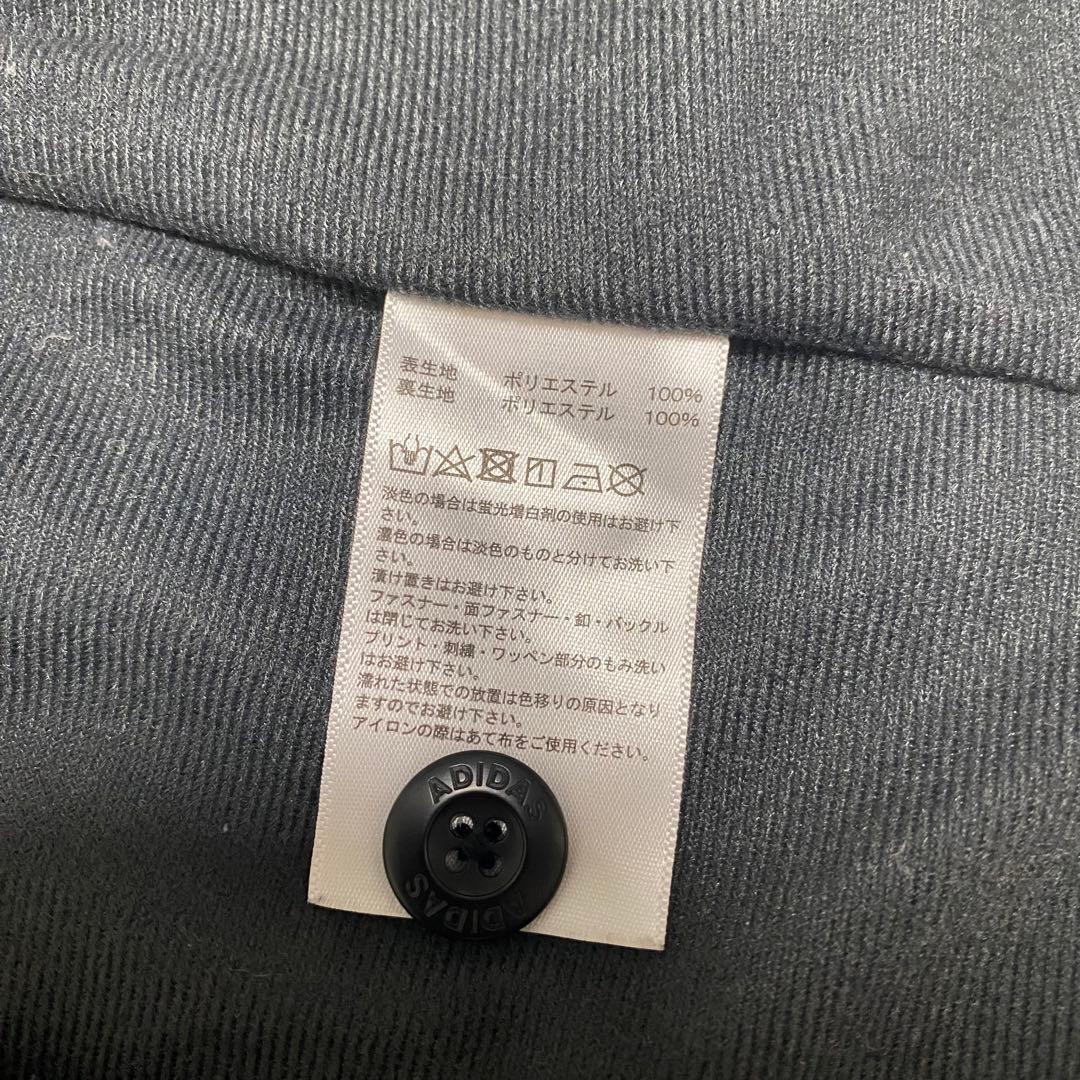 表生地 ポリエステル 100%
裏生地 ポリエステル 100%
淡色の場合は蛍光増白剤の使用はお避け下
さい。
濃色の場合は淡色のものと分けてお洗い下
さい。
漬け置きはお避け下さい。
ファスナー・面ファスナー・釦・バックル
は閉じてお洗い下さい。
プリント・刺繍・ワッペン部分のもみ洗い
はお避け下さい。
濡れた状態での放置は色移りの原因となり
ますのでお避け下さい。
アイロンの際はあて布をご使用ください。
ADIDAS
ADIDAS